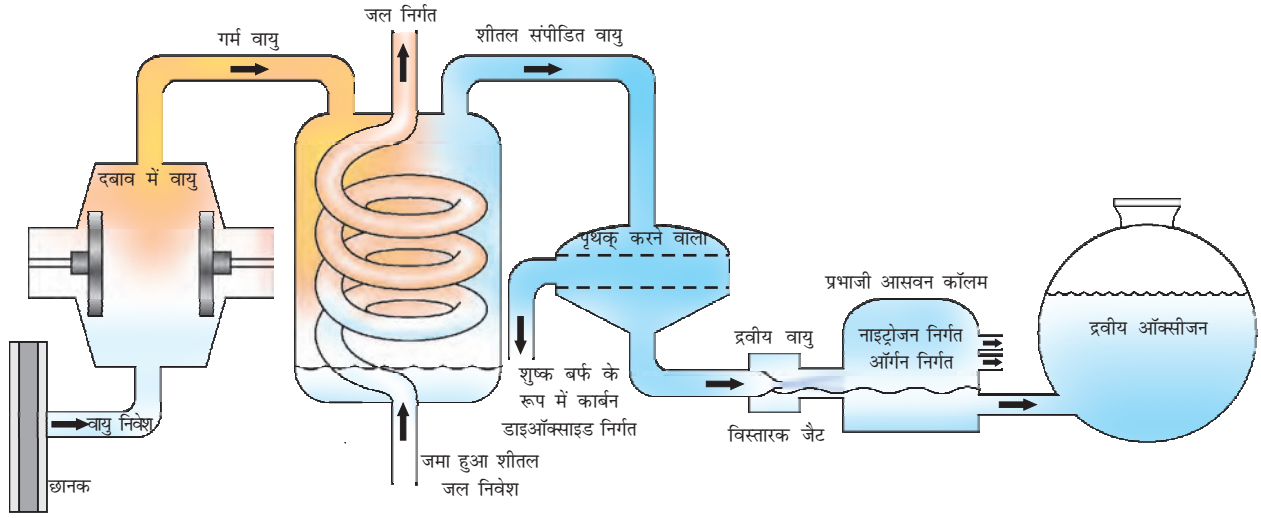 जल निर्गत
गर्म वायु
शीतल संपीडित वायु
दबाव में वायु
पृथक् करने वाला
प्रभाजी आसवन कॉलम
द्रवीय वायु
नाइट्रोजन निर्गत
ऑर्गन निर्गत
द्रवीय ऑक्सीजन
शुष्क बर्फ के
रूप में कार्बन
डाइऑक्साइड निर्गत
वायु निवेश
विस्तारक जैट
जमा हुआ शीतल
जल निवेश
छानक